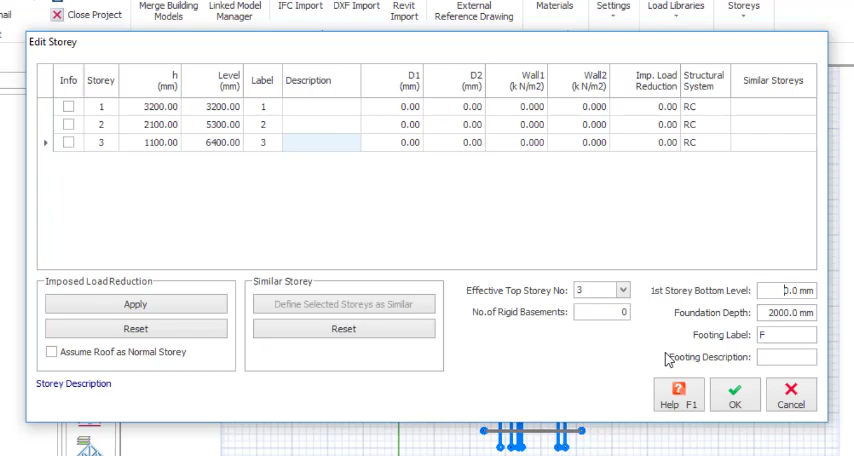 nail
Close Project
Merge Building Models
Linked Model Manager
IFC Import
DXF Import
Revit Import
External Reference Drawing
Materials
Settings
Load Libraries
Storeys
Edit Storey
Info Storey h (mm) Level (mm) Label Description D1 (mm) D2 (mm) Wall1 (k N/m2) Wall2 (k N/m2) Imp. Load Reduction Structural System Similar Storeys
1 3200.00 3200.00 1 0.00 0.00 0.000 0.000 0.00 RC
2 2100.00 5300.00 2 0.00 0.00 0.000 0.000 0.00 RC
3 1100.00 6400.00 3 0.00 0.00 0.000 0.000 0.00 RC
Imposed Load Reduction
Apply
Reset
Assume Roof as Normal Storey
Similar Storey
Define Selected Storeys as Similar
Reset
Effective Top Storey No: 3
No.of Rigid Basements: 0
1st Storey Bottom Level: 0.0 mm
Foundation Depth: 2000.0 mm
Footing Label: F
Footing Description:
Storey Description
Help F1
OK
Cancel